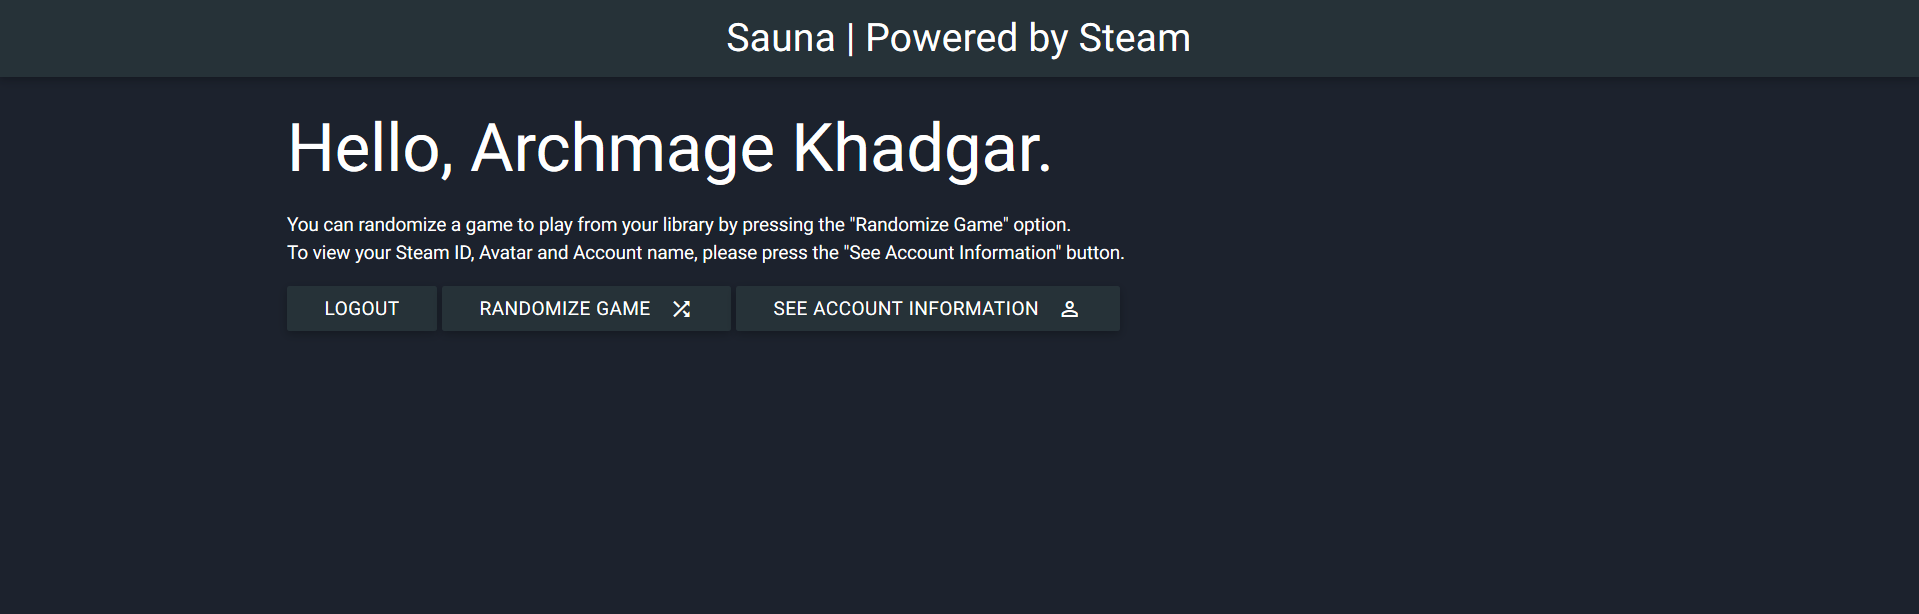 Sauna | Powered by Steam
Hello, Archmage Khadgar.
You can randomize a game to play from your library by pressing the "Randomize Game" option.
To view your Steam ID, Avatar and Account name, please press the "See Account Information" button.
LOGOUT
RANDOMIZE GAME
SEE ACCOUNT INFORMATION